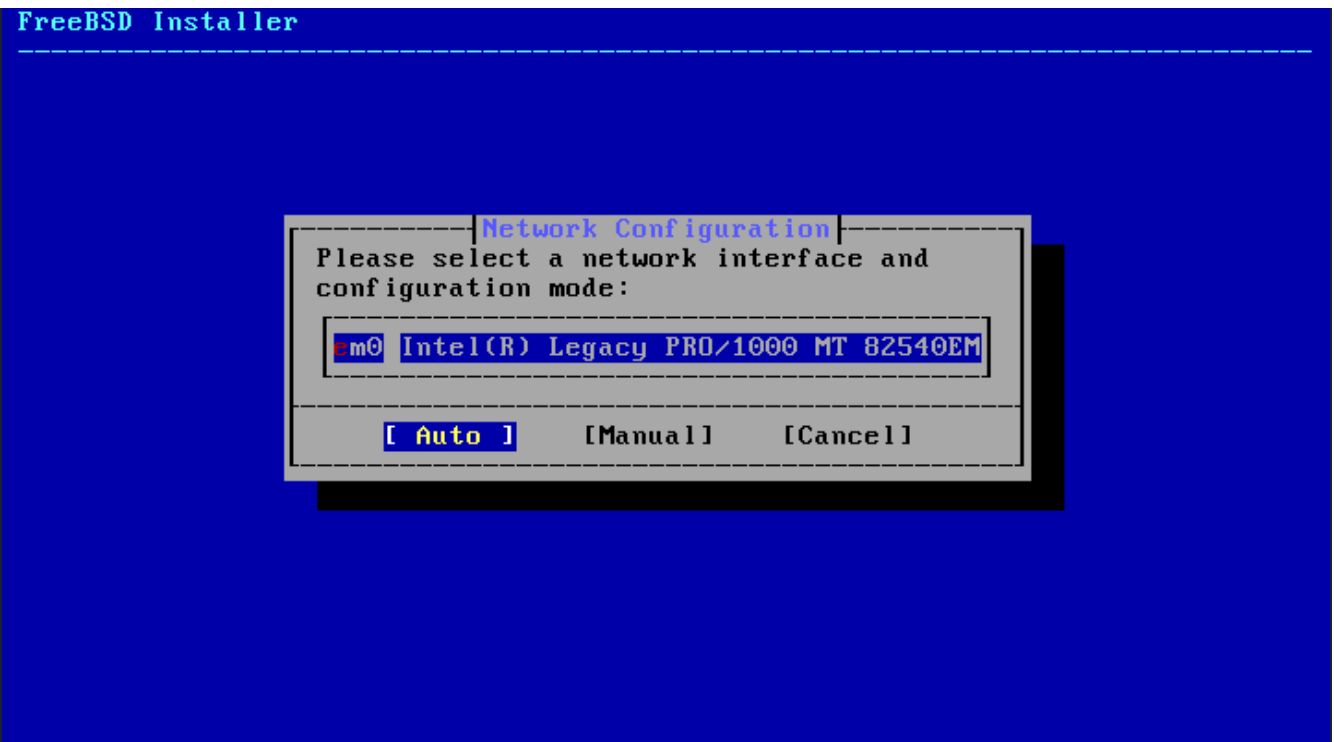 FreeBSD Installer
Network Configuration
Please select a network interface and
configuration mode:
em0 Intel(R) Legacy PRO/1000 MT 82540EM
[ Auto ] [Manual] [Cancel]